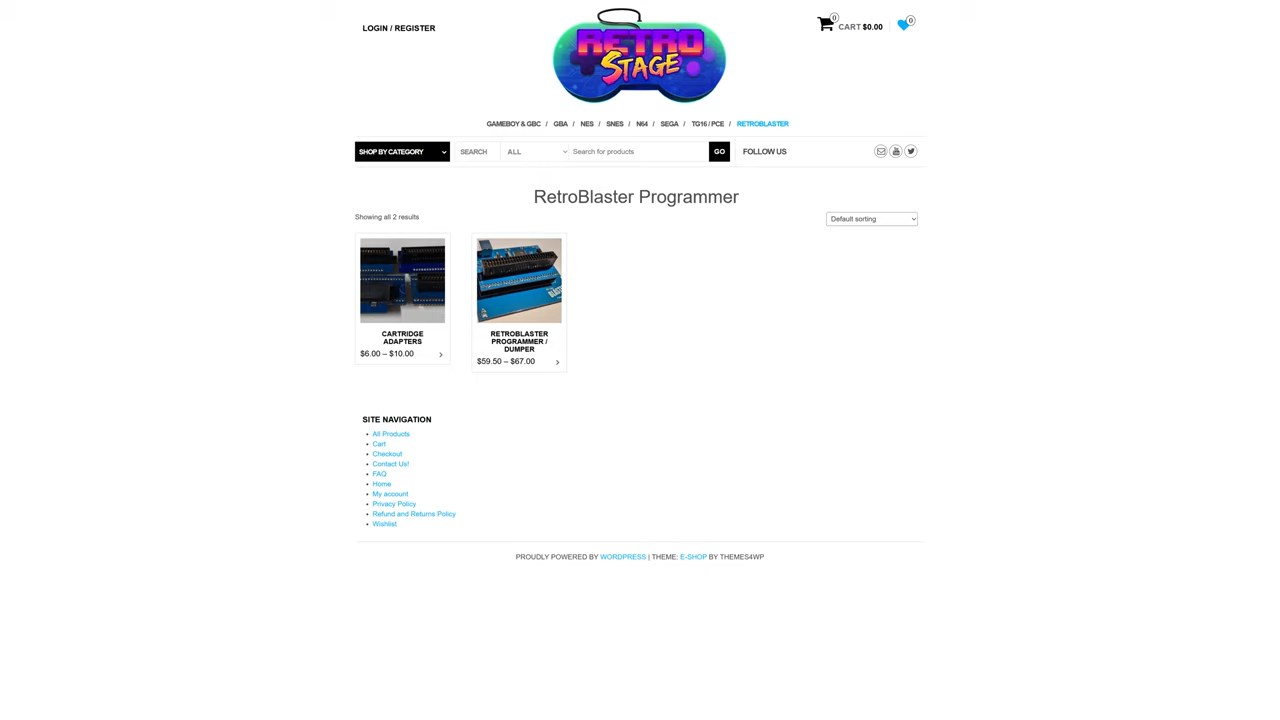 LOGIN / REGISTER
RETRO
STAGE
0
CART $0.00
0
GAMEBOY & GBC / GBA / NES / SNES / N64 / SEGA / TG16 / PCE / RETROBLASTER
SHOP BY CATEGORY
SEARCH
ALL
Search for products
GO
FOLLOW US
RetroBlaster Programmer
Showing all 2 results
Default sorting
CARTRIDGE
ADAPTERS
$6.00 – $10.00
RETROBLASTER
PROGRAMMER /
DUMPER
$59.50 – $67.00
SITE NAVIGATION
All Products
Cart
Checkout
Contact Us!
FAQ
Home
My account
Privacy Policy
Refund and Returns Policy
Wishlist
PROUDLY POWERED BY WORDPRESS | THEME: E-SHOP BY THEMES4WP